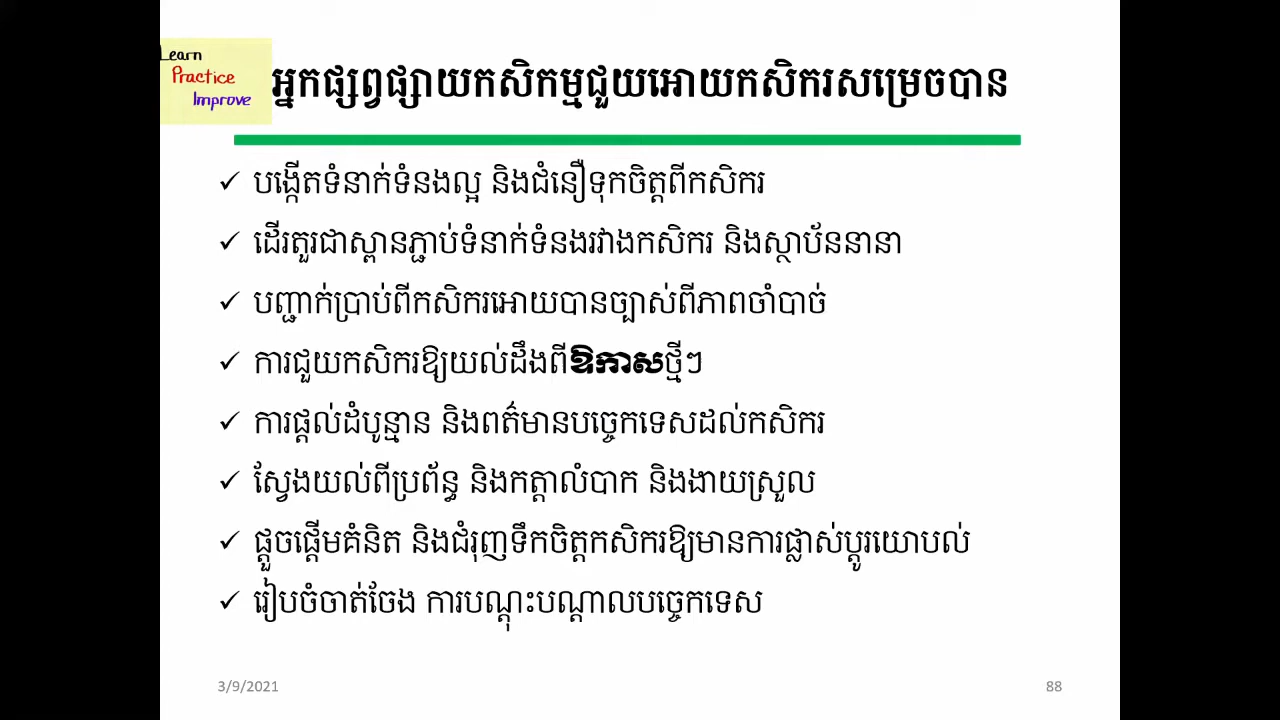 Learn
Practice
Improve
អ្នកផ្សព្វផ្សាយកសិកម្មជួយអោយកសិករសម្រេចបាន
✓ បង្កើតទំនាក់ទំនងល្អ និងជំនឿទុកចិត្តពីកសិករ
✓ ដើរតួរជាស្ពានភ្ជាប់ទំនាក់ទំនងរវាងកសិករ និងស្ថាប័ននានា
✓ បញ្ជាក់ប្រាប់ពីកសិករអោយបានច្បាស់ពីភាពចាំបាច់
✓ ការជួយកសិករឱ្យយល់ដឹងពីឱកាសថ្មីៗ
✓ ការផ្តល់ដំបូន្មាន និងពត៌មានបច្ចេកទេសដល់កសិករ
✓ ស្វែងយល់ពីប្រព័ន្ធ និងកត្តាលំបាក និងងាយស្រួល
✓ ផ្តួចផ្តើមគំនិត និងជំរុញទឹកចិត្តកសិករឱ្យមានការផ្លាស់ប្តូរយោបល់
✓ រៀបចំចាត់ចែង ការបណ្តុះបណ្តាលបច្ចេកទេស
3/9/2021
88